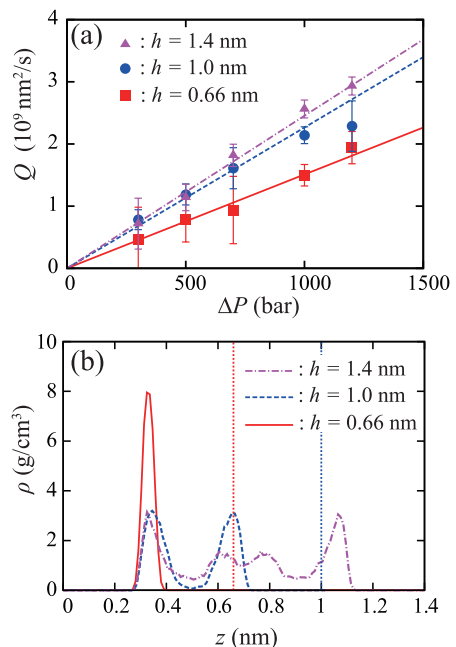 (a)
: h = 1.4 nm
: h = 1.0 nm
: h = 0.66 nm
Q (10⁹ nm²/s)
4
3
2
1
0
0 500 1000 1500
ΔP (bar)
(b)
: h = 1.4 nm
: h = 1.0 nm
: h = 0.66 nm
ρ (g/cm³)
10
8
6
4
2
0
0 0.2 0.4 0.6 0.8 1 1.2 1.4
z (nm)